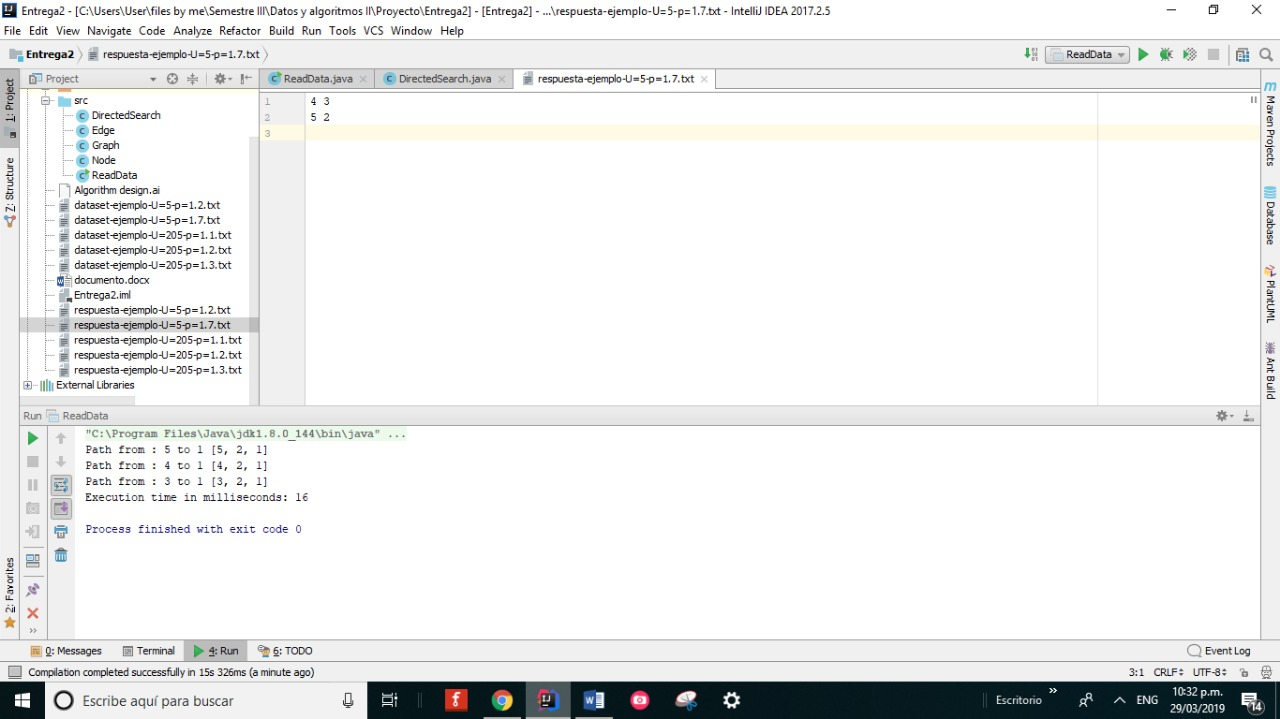 Entrega2 - [C:\Users\User\files by me\Semestre III\Datos y algoritmos II\Proyecto\Entrega2] - [Entrega2] - ...\respuesta-ejemplo-U=5-p=1.7.txt - IntelliJ IDEA 2017.2.5
File Edit View Navigate Code Analyze Refactor Build Run Tools VCS Window Help
Entrega2 respuesta-ejemplo-U=5-p=1.7.txt ReadData
Project ReadData.java DirectedSearch.java respuesta-ejemplo-U=5-p=1.7.txt
1: Project
Z: Structure
2: Favorites
src
DirectedSearch
Edge
Graph
Node
ReadData
Algorithm design.ai
dataset-ejemplo-U=5-p=1.2.txt
dataset-ejemplo-U=5-p=1.7.txt
dataset-ejemplo-U=205-p=1.1.txt
dataset-ejemplo-U=205-p=1.2.txt
dataset-ejemplo-U=205-p=1.3.txt
documento.docx
Entrega2.iml
respuesta-ejemplo-U=5-p=1.2.txt
respuesta-ejemplo-U=5-p=1.7.txt
respuesta-ejemplo-U=205-p=1.1.txt
respuesta-ejemplo-U=205-p=1.2.txt
respuesta-ejemplo-U=205-p=1.3.txt
External Libraries
1 4 3
2 5 2
3
Maven Projects
Database
PlantUML
Ant Build
Run ReadData
"C:\Program Files\Java\jdk1.8.0_144\bin\java" ...
Path from : 5 to 1 [5, 2, 1]
Path from : 4 to 1 [4, 2, 1]
Path from : 3 to 1 [3, 2, 1]
Execution time in milliseconds: 16
Process finished with exit code 0
0: Messages Terminal 4: Run 6: TODO Event Log
Compilation completed successfully in 15s 326ms (a minute ago) 3:1 CRLF UTF-8
Escribe aquí para buscar Escritorio ENG 10:32 p.m.
29/03/2019 14